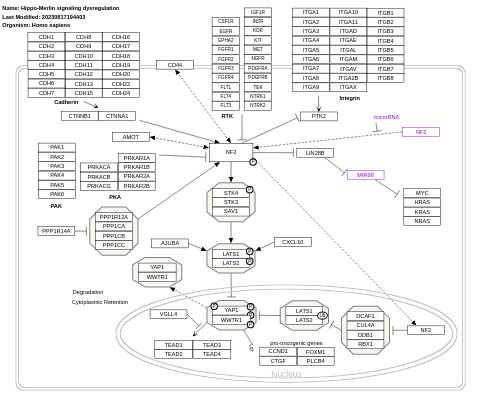 Name: Hippo-Merlin signaling dysregulation
Last Modified: 20230817194403
Organism: Homo sapiens
CDH1 CDH8 CDH16
CDH2 CDH9 CDH17
CDH3 CDH10 CDH18
CDH4 CDH11 CDH19
CDH5 CDH12 CDH20
CDH6 CDH13 CDH22
CDH7 CDH15 CDH24
Cadherin
CTNNB1 CTNNA1
CD44
AMOT
CSF1R
EGFR
EPHA2
FGFR1
FGFR2
FGFR3
FGFR4
FLT1
FLT4
FLT3
IGF1R
INSR
KDR
KIT
MET
NGFR
PDGFRA
PDGFRB
TEK
NTRK1
NTRK2
RTK
ITGA1 ITGA10 ITGB1
ITGA2 ITGA11 ITGB2
ITGA3 ITGAD ITGB3
ITGA4 ITGAE ITGB4
ITGA5 ITGAL ITGB5
ITGA6 ITGAM ITGB6
ITGA7 ITGAV ITGB7
ITGA8 ITGA2B ITGB8
ITGA9 ITGAX
Integrin
PTK2
microRNA
NF2
NF2
P
LIN28B
MIR98
MYC
HRAS
KRAS
NRAS
PAK1
PAK2
PAK3
PAK4
PAK5
PAK6
PAK
PRKACA
PRKACB
PRKACG
PRKAR1A
PRKAR1B
PRKAR2A
PRKAR2B
PKA
STK4
STK3
SAV1
P
P
PPP1R14A
PPP1R12A
PPP1CA
PPP1CB
PPP1CC
AJUBA
LATS1
LATS2
P
P
CXCL10
YAP1
WWTR1
Degradation
Cytoplasmic Retention
VGLL4
YAP1
WWTR1
P
P
P
P
LATS1
LATS2
DCAF1
CUL4A
DDB1
RBX1
NF2
TEAD1 TEAD3
TEAD2 TEAD4
pro-oncogenic genes
CCND1 FOXM1
CTGF PLCB4
Nucleus